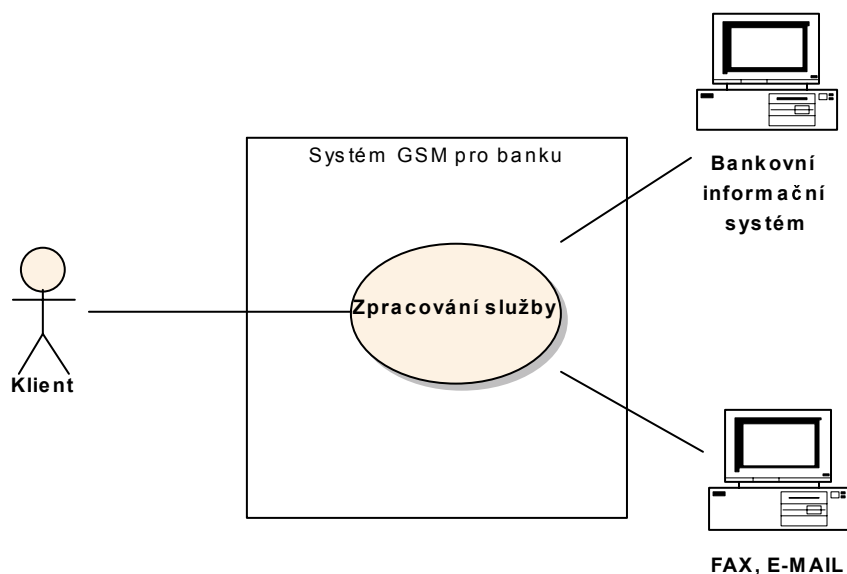 Systém GSM pro banku
Bankovní
informační
systém
Zpracování služby
Klient
FAX, E-MAIL